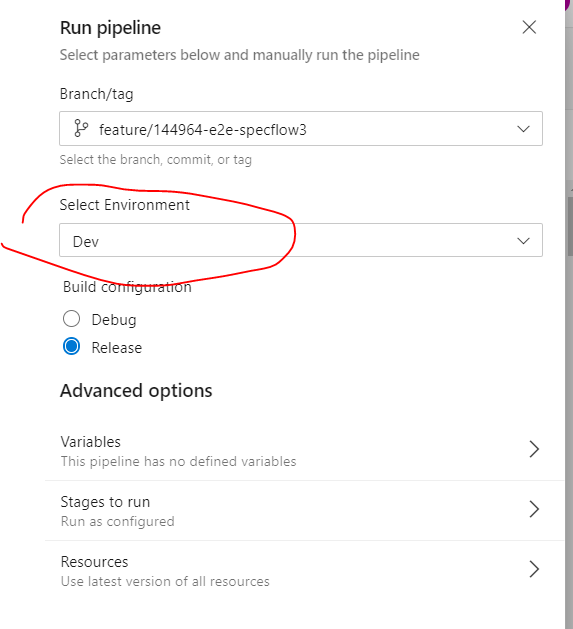 Run pipeline
Select parameters below and manually run the pipeline
Branch/tag
feature/144964-e2e-specflow3
Select the branch, commit, or tag
Select Environment
Dev
Build configuration
Debug
Release
Advanced options
Variables
This pipeline has no defined variables
Stages to run
Run as configured
Resources
Use latest version of all resources